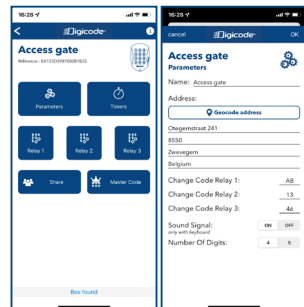 16:28
Digicode®
Access gate
Parameters
Timers
Relay 1
Relay 2
Relay 3
Share
Master Code
Box found
16:28
cancel
Digicode®
OK
Access gate
Parameters
Name: Access gate
Address:
Geocode address
Otegemstraat 241
8550
Zwevegem
Belgium
Change Code Relay 1: AB
Change Code Relay 2: 13
Change Code Relay 3: 46
Sound Signal: ON OFF
only with keyboard
Number Of Digits: 4 5